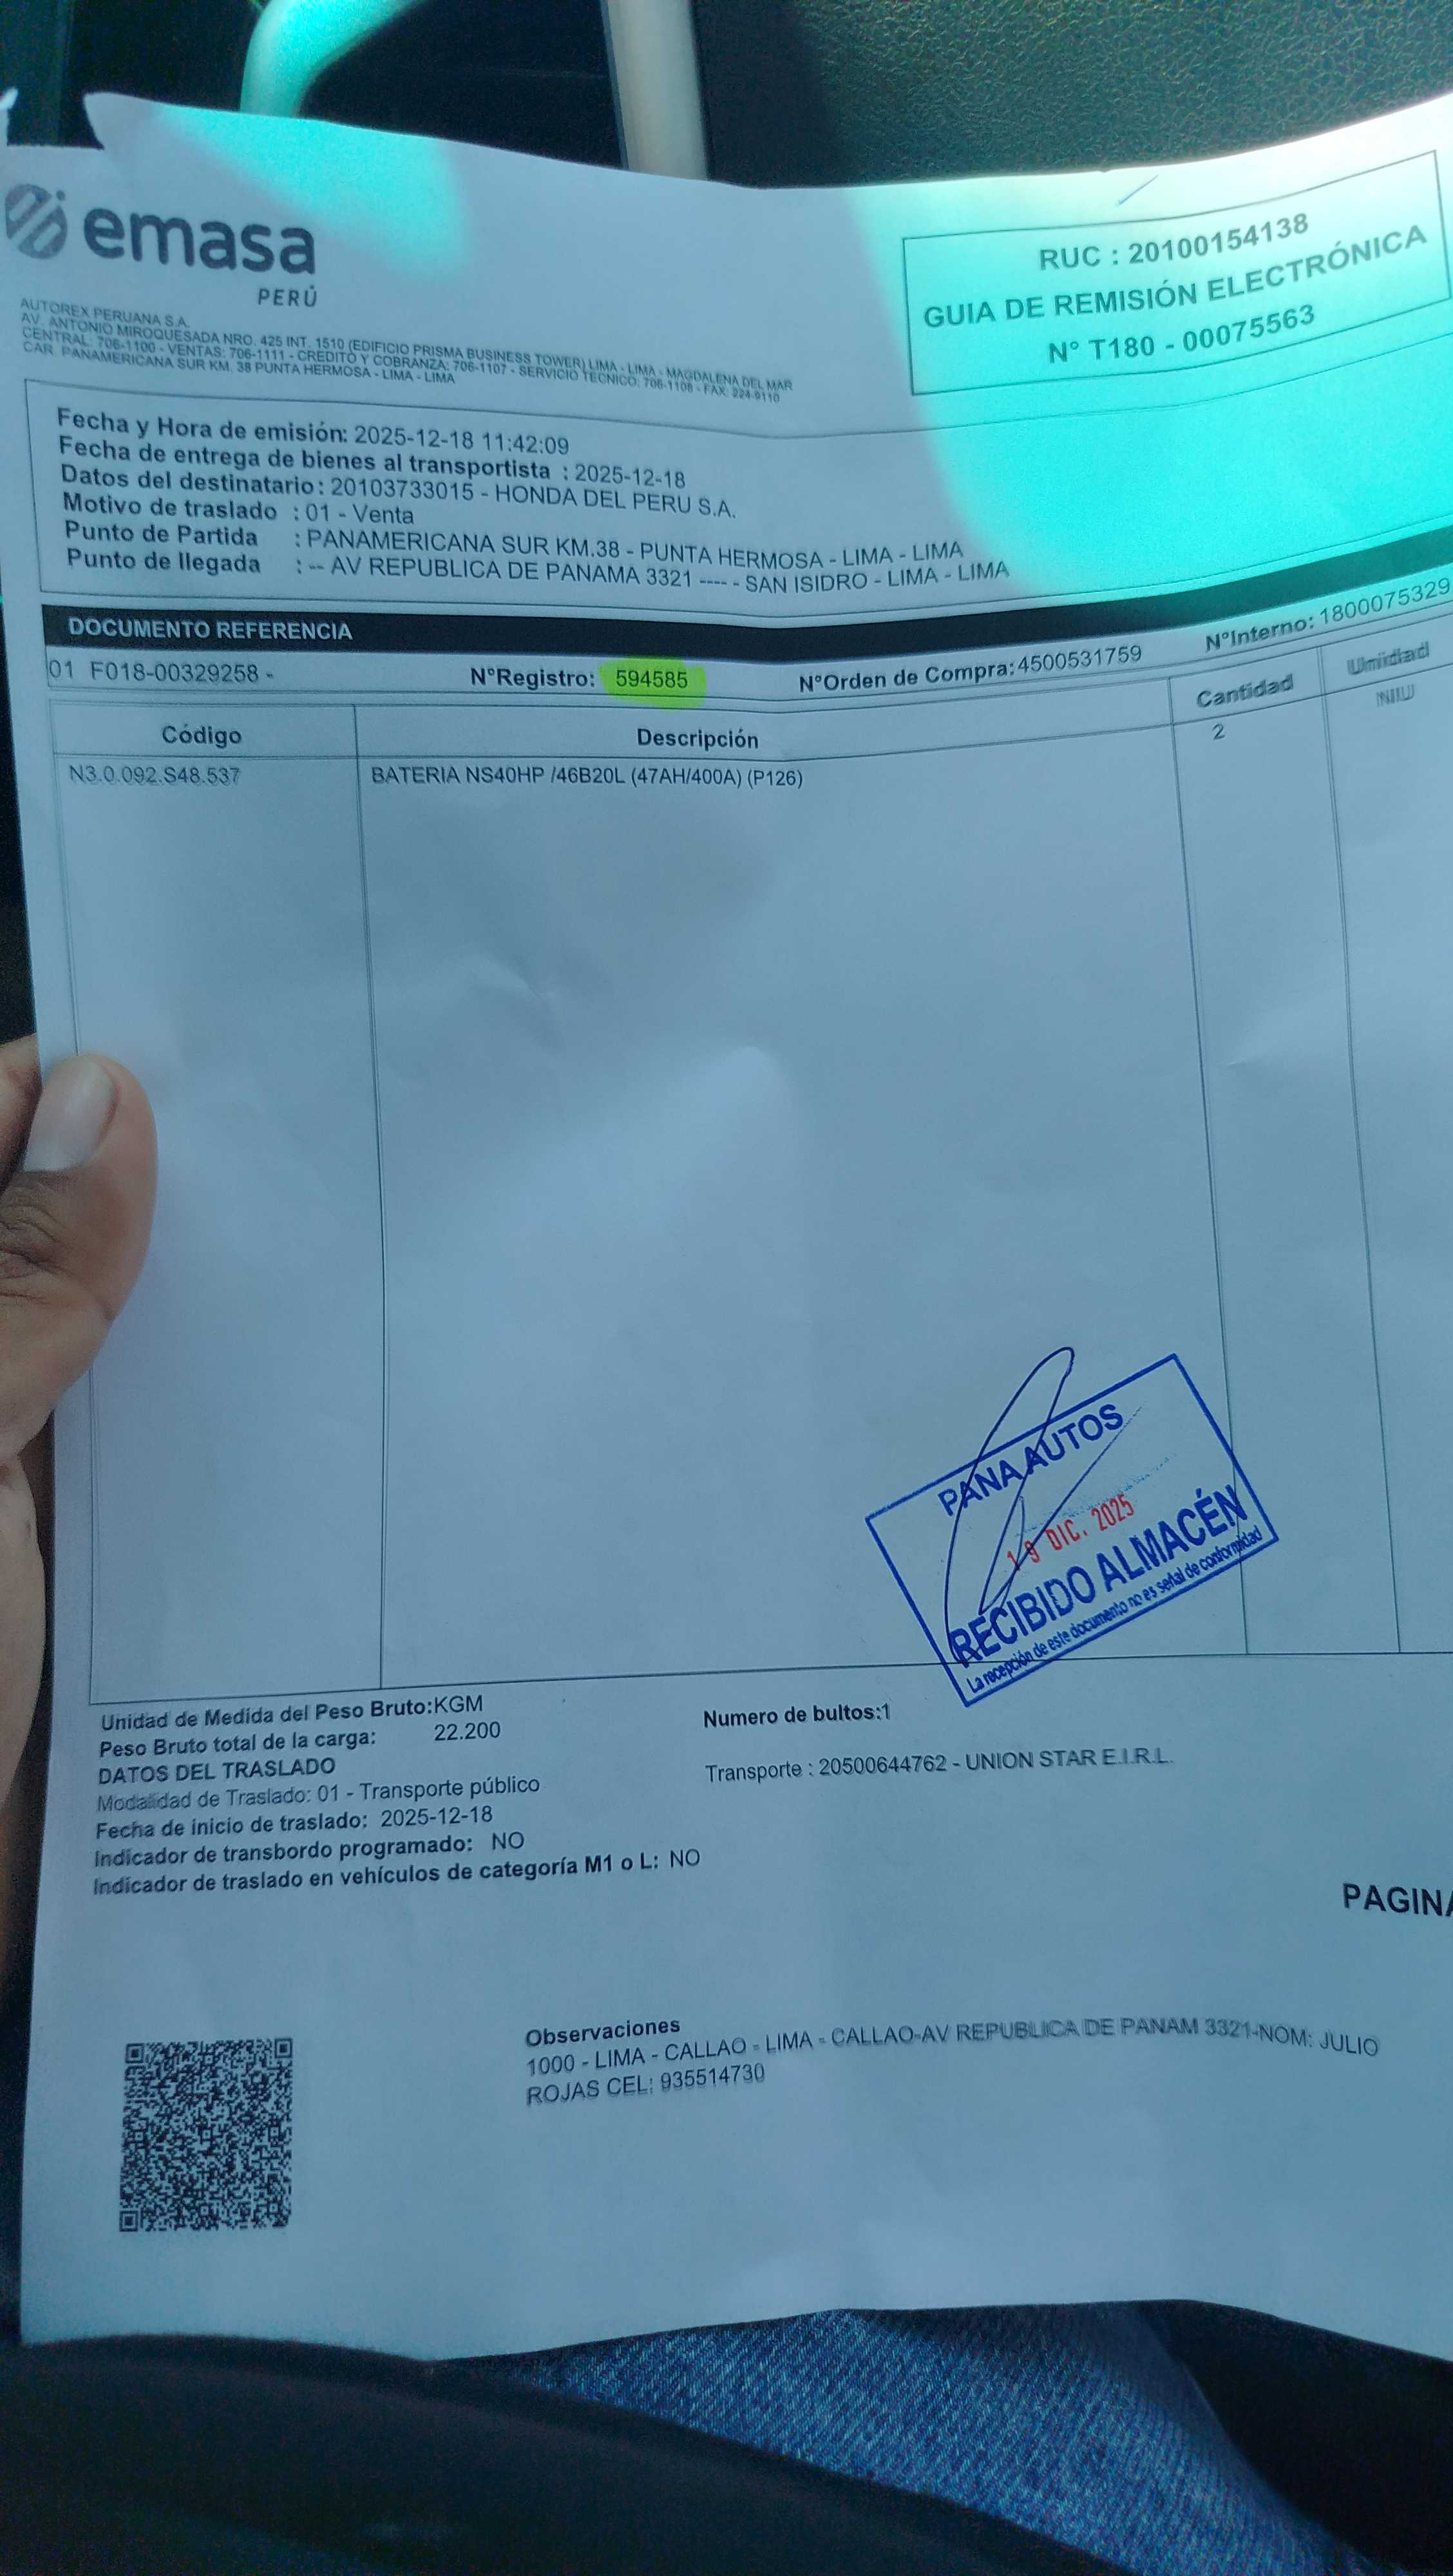 emasa
PERÚ
RUC : 20100154138
GUIA DE REMISIÓN ELECTRÓNICA
N° T180 - 00075563
AUTOREX PERUANA S.A.
AV. ANTONIO MIROQUESADA NRO. 425 INT. 1510 (EDIFICIO PRISMA BUSINESS TOWER) LIMA - LIMA - MAGDALENA DEL MAR
CENTRAL: 706-1100 - VENTAS: 706-1111 - CREDITO Y COBRANZA: 706-1107 - SERVICIO TECNICO: 706-1108 - FAX: 224-9110
CAR. PANAMERICANA SUR KM. 38 PUNTA HERMOSA - LIMA - LIMA
Fecha y Hora de emisión: 2025-12-18 11:42:09
Fecha de entrega de bienes al transportista : 2025-12-18
Datos del destinatario: 20103733015 - HONDA DEL PERU S.A.
Motivo de traslado : 01 - Venta
Punto de Partida : PANAMERICANA SUR KM.38 - PUNTA HERMOSA - LIMA - LIMA
Punto de llegada : -- AV REPUBLICA DE PANAMA 3321 ---- - SAN ISIDRO - LIMA - LIMA
DOCUMENTO REFERENCIA
01 F018-00329258 - N°Registro: 594585 N°Orden de Compra:4500531759 N°Interno: 1800075329
Código Descripción Cantidad Unidad
N3.0.092.S48.537 BATERIA NS40HP /46B20L (47AH/400A) (P126) 2 NIU
PANA AUTOS
19 DIC. 2025
RECIBIDO ALMACÉN
La recepción de este documento no es señal de conformidad
Unidad de Medida del Peso Bruto:KGM
Peso Bruto total de la carga: 22.200
Numero de bultos:1
DATOS DEL TRASLADO
Modalidad de Traslado: 01 - Transporte público
Transporte : 20500644762 - UNION STAR E.I.R.L.
Fecha de inicio de traslado: 2025-12-18
Indicador de transbordo programado: NO
Indicador de traslado en vehículos de categoría M1 o L: NO
PAGINA
Observaciones
1000 - LIMA - CALLAO - LIMA - CALLAO-AV REPUBLICA DE PANAM 3321-NOM: JULIO
ROJAS CEL: 935514730